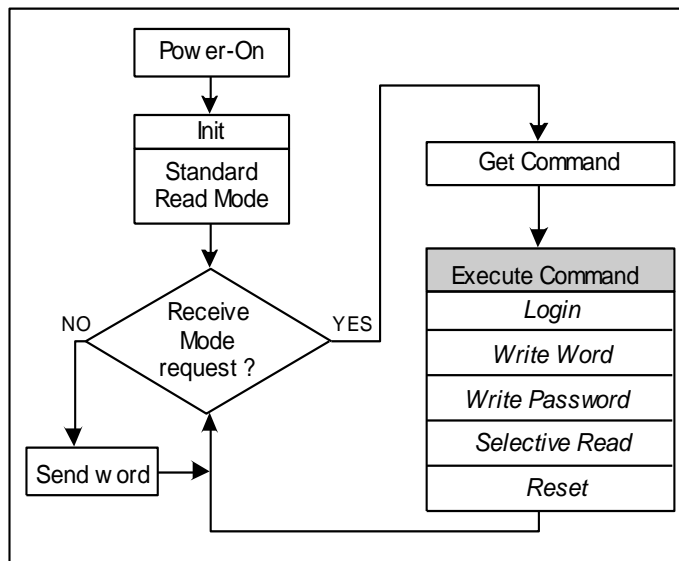 Power-On
Init
Standard
Read Mode
Receive
Mode
request ?
NO
YES
Send word
Get Command
Execute Command
Login
Write Word
Write Password
Selective Read
Reset